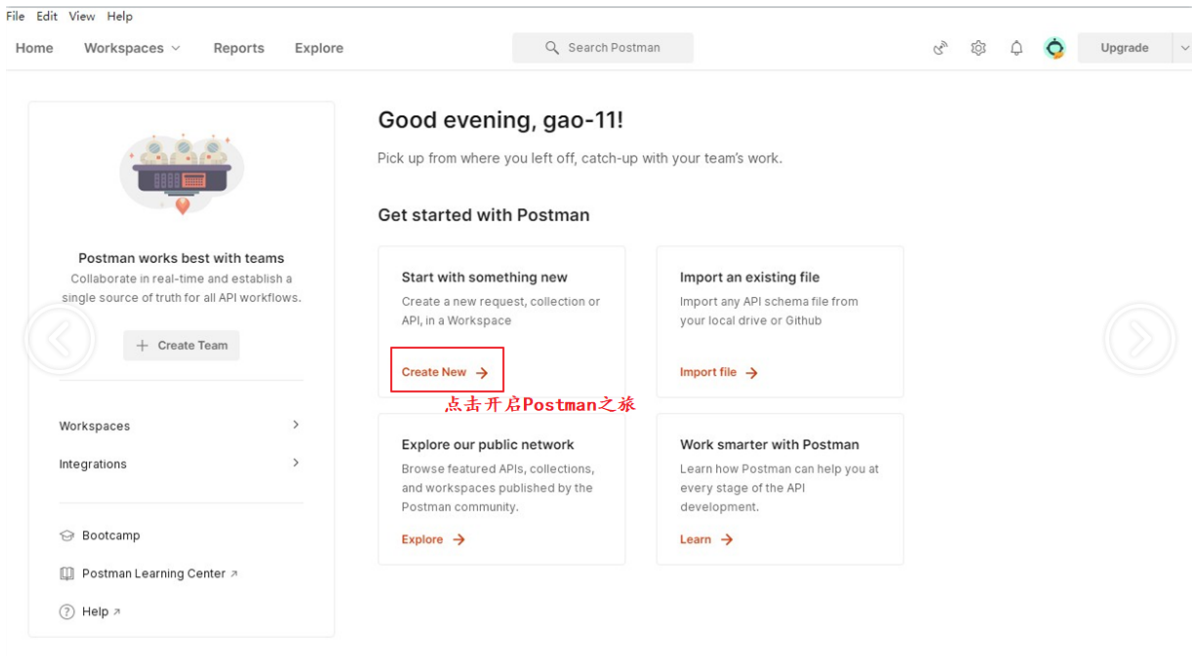 File Edit View Help
Home Workspaces Reports Explore Search Postman Upgrade
Postman works best with teams
Collaborate in real-time and establish a
single source of truth for all API workflows.
Create Team
Workspaces
Integrations
Bootcamp
Postman Learning Center
Help
Good evening, gao-11!
Pick up from where you left off, catch-up with your team's work.
Get started with Postman
Start with something new
Create a new request, collection or
API, in a Workspace
Create New
点击开启Postman之旅
Import an existing file
Import any API schema file from
your local drive or Github
Import file
Explore our public network
Browse featured APIs, collections,
and workspaces published by the
Postman community.
Explore
Work smarter with Postman
Learn how Postman can help you at
every stage of the API
development.
Learn